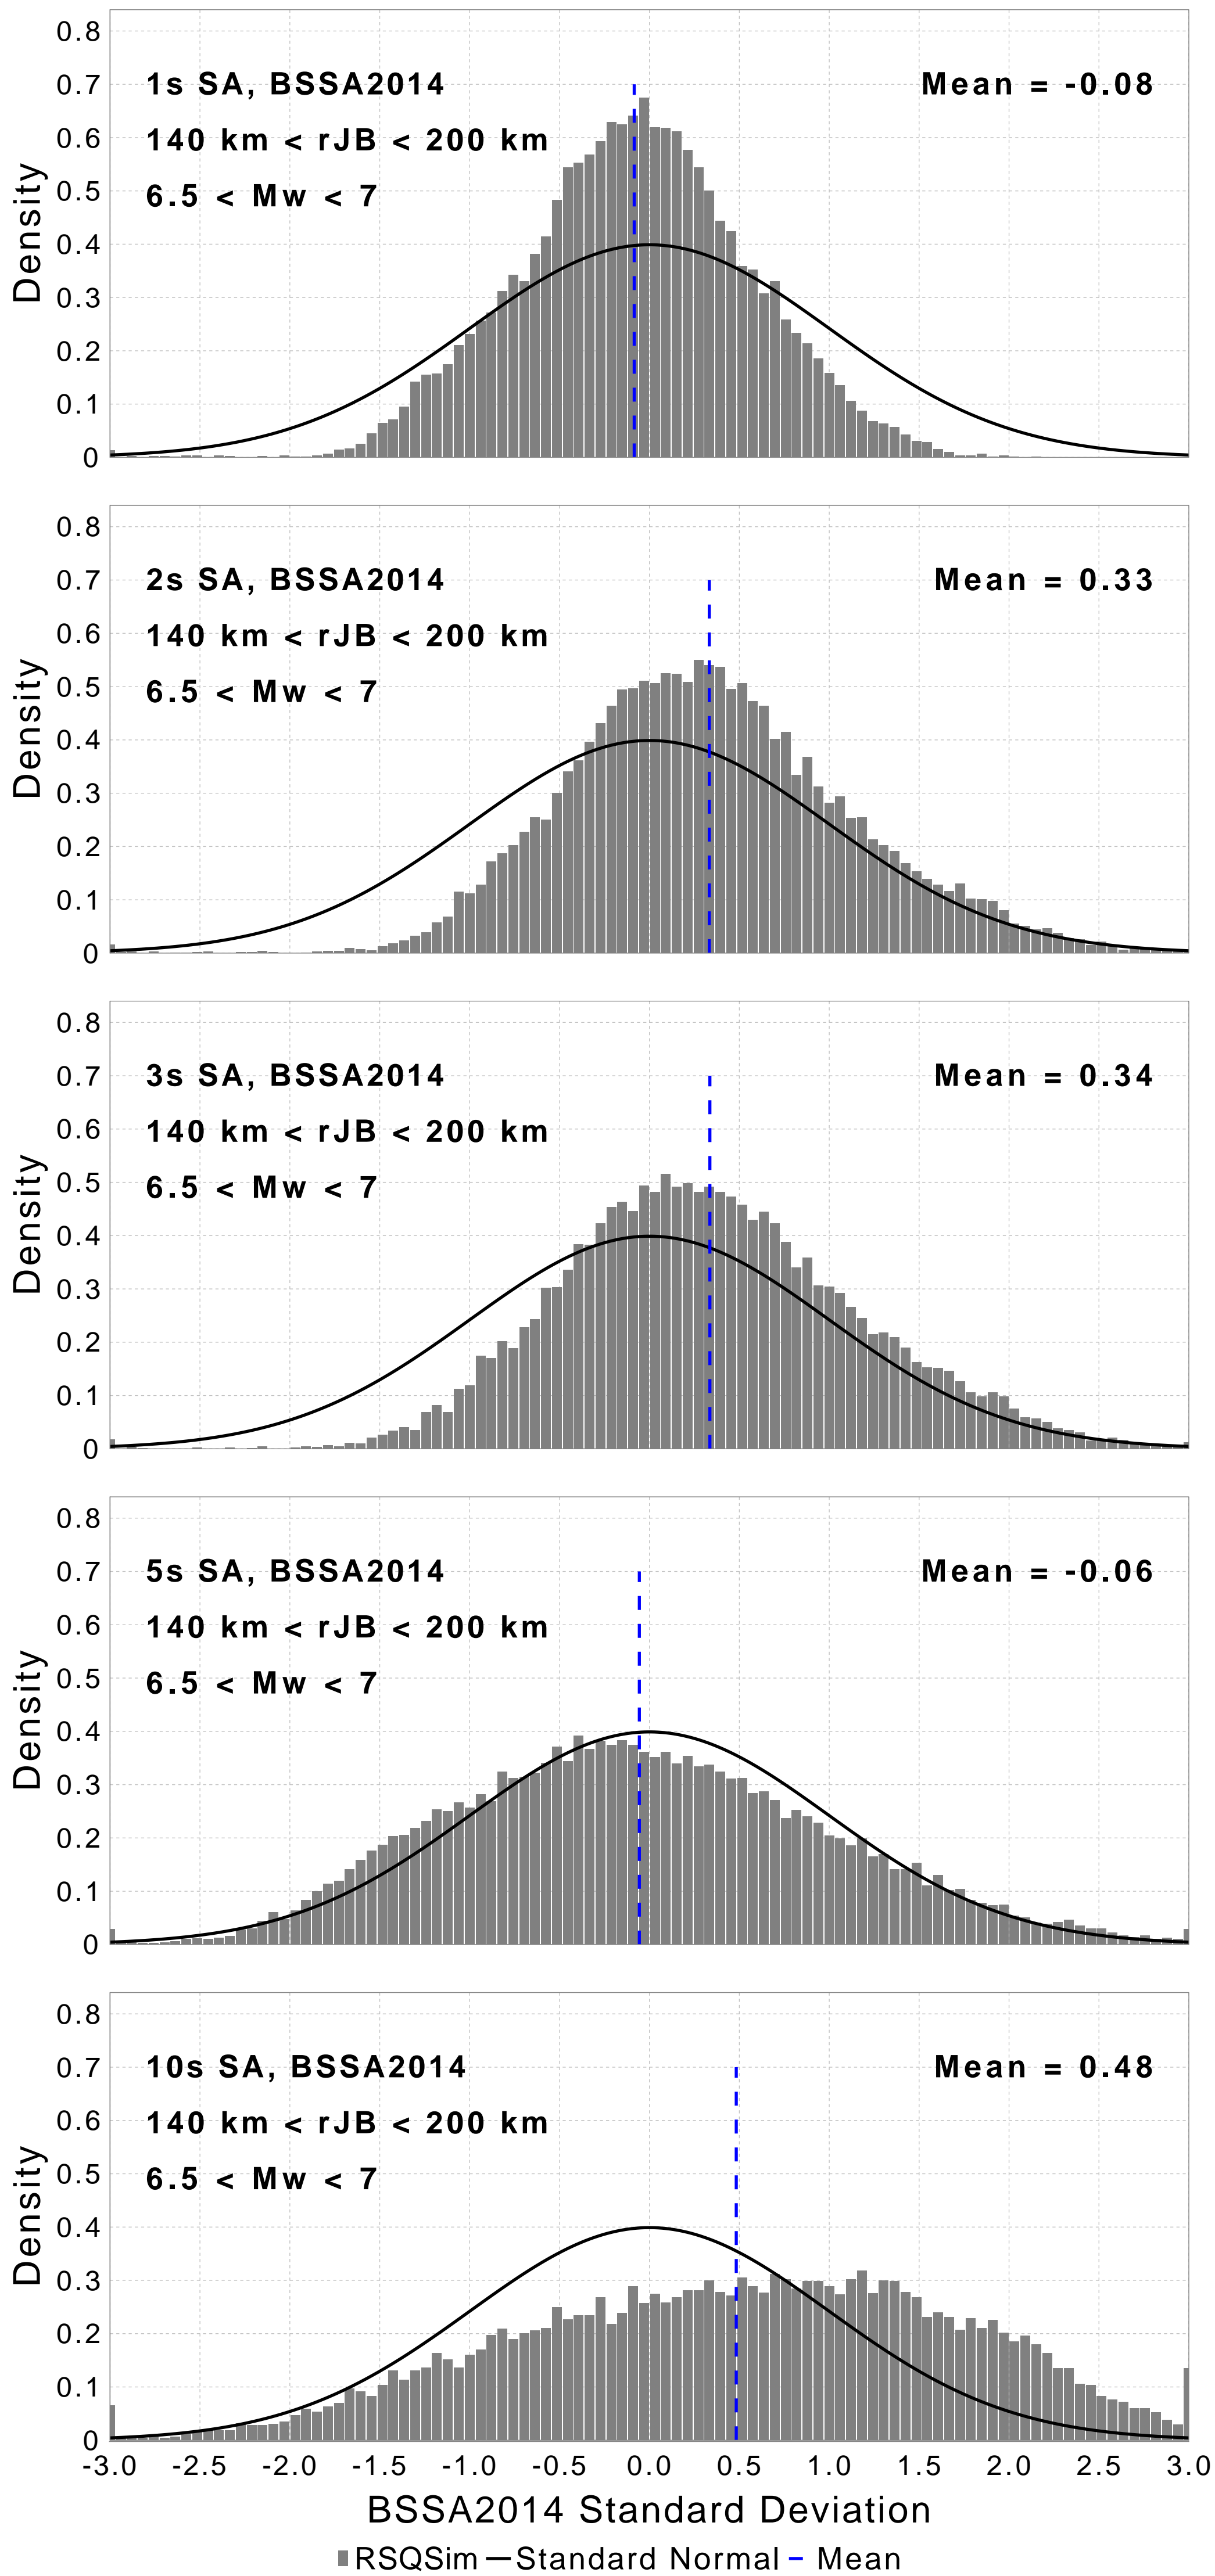 0.8
0.7
0.6
0.5
0.4
0.3
0.2
0.1
0
Density
1s SA, BSSA2014
Mean = -0.08
140 km < rJB < 200 km
6.5 < Mw < 7
0.8
0.7
0.6
0.5
0.4
0.3
0.2
0.1
0
Density
2s SA, BSSA2014
Mean = 0.33
140 km < rJB < 200 km
6.5 < Mw < 7
0.8
0.7
0.6
0.5
0.4
0.3
0.2
0.1
0
Density
3s SA, BSSA2014
Mean = 0.34
140 km < rJB < 200 km
6.5 < Mw < 7
0.8
0.7
0.6
0.5
0.4
0.3
0.2
0.1
0
Density
5s SA, BSSA2014
Mean = -0.06
140 km < rJB < 200 km
6.5 < Mw < 7
0.8
0.7
0.6
0.5
0.4
0.3
0.2
0.1
0
Density
10s SA, BSSA2014
Mean = 0.48
140 km < rJB < 200 km
6.5 < Mw < 7
-3.0 -2.5 -2.0 -1.5 -1.0 -0.5 0.0 0.5 1.0 1.5 2.0 2.5 3.0
BSSA2014 Standard Deviation
RSQSim Standard Normal Mean